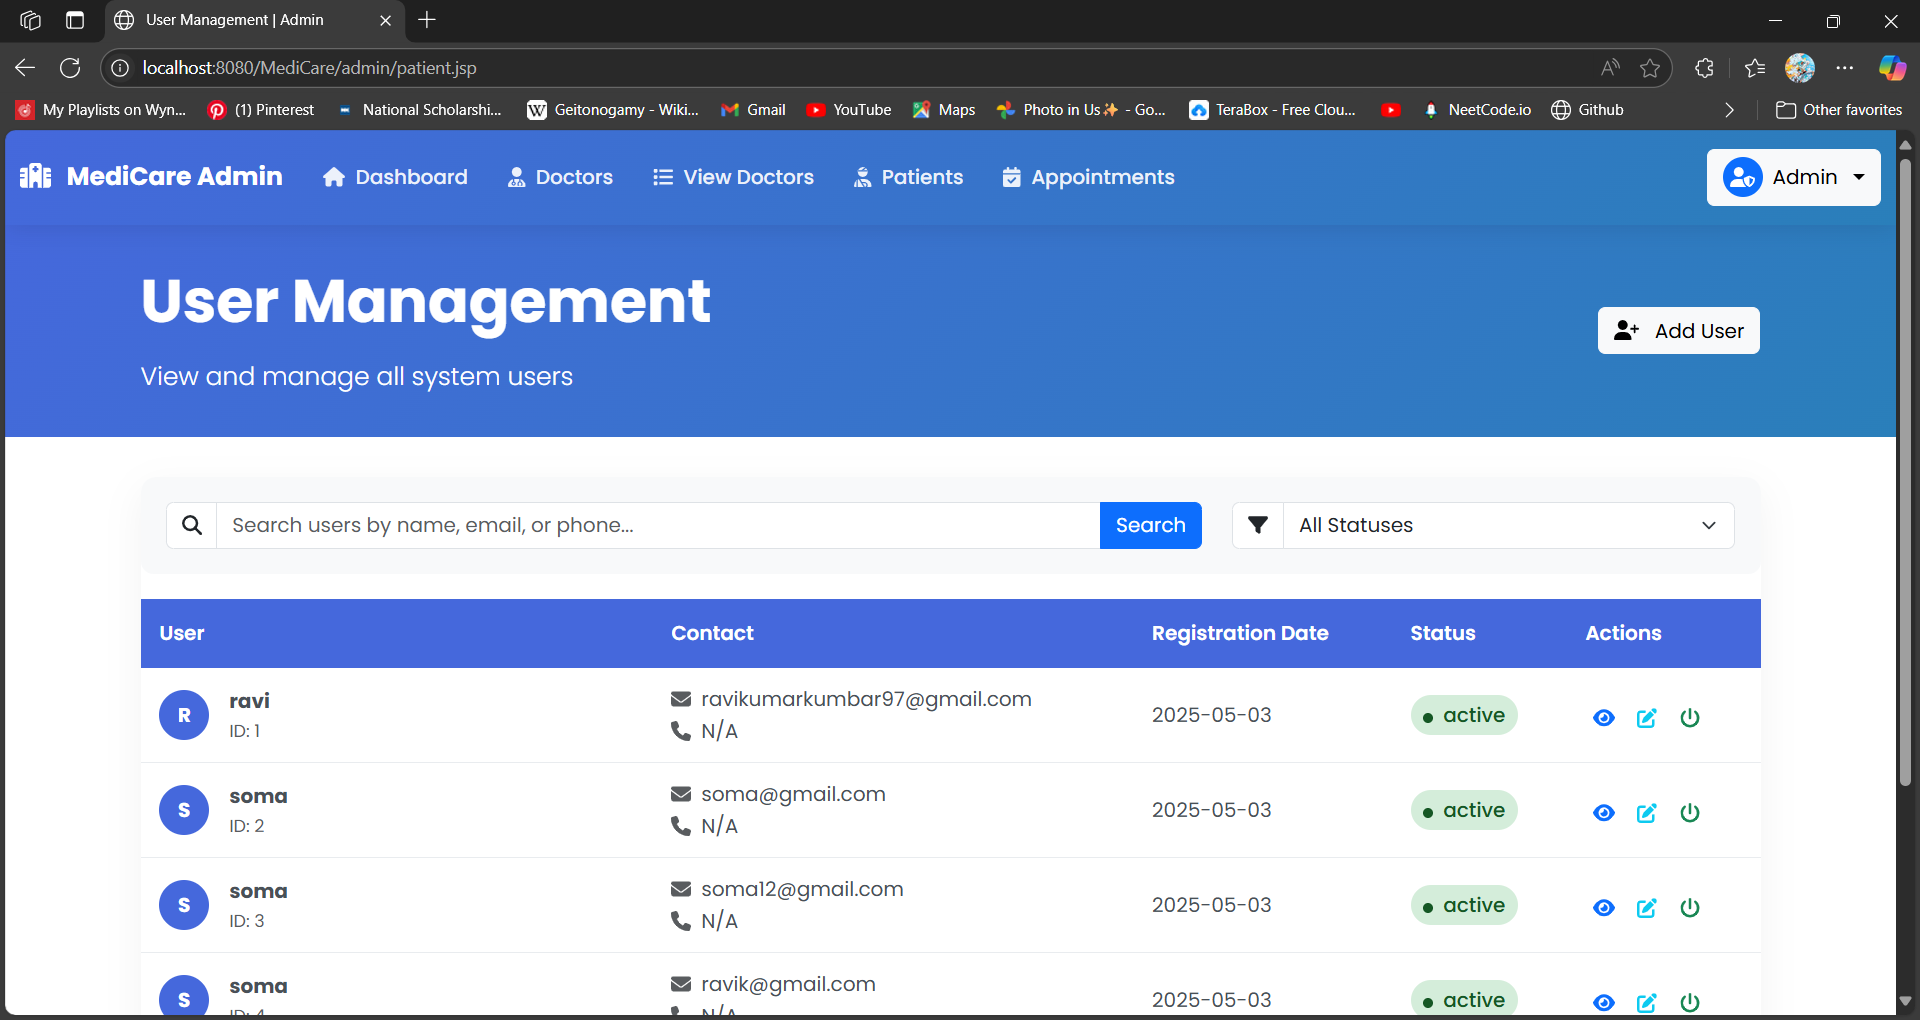 User Management | Admin
localhost:8080/MediCare/admin/patient.jsp
My Playlists on Wyn...
(1) Pinterest
National Scholarshi...
Geitonogamy - Wiki...
Gmail
YouTube
Maps
Photo in Us✨ - Go...
TeraBox - Free Clou...
NeetCode.io
Github
Other favorites
MediCare Admin
Dashboard
Doctors
View Doctors
Patients
Appointments
Admin
User Management
View and manage all system users
Add User
Search users by name, email, or phone...
Search
All Statuses
User
Contact
Registration Date
Status
Actions
R
ravi
ID: 1
ravikumarkumbar97@gmail.com
N/A
2025-05-03
active
S
soma
ID: 2
soma@gmail.com
N/A
2025-05-03
active
S
soma
ID: 3
soma12@gmail.com
N/A
2025-05-03
active
S
soma
ID: 4
ravik@gmail.com
N/A
2025-05-03
active